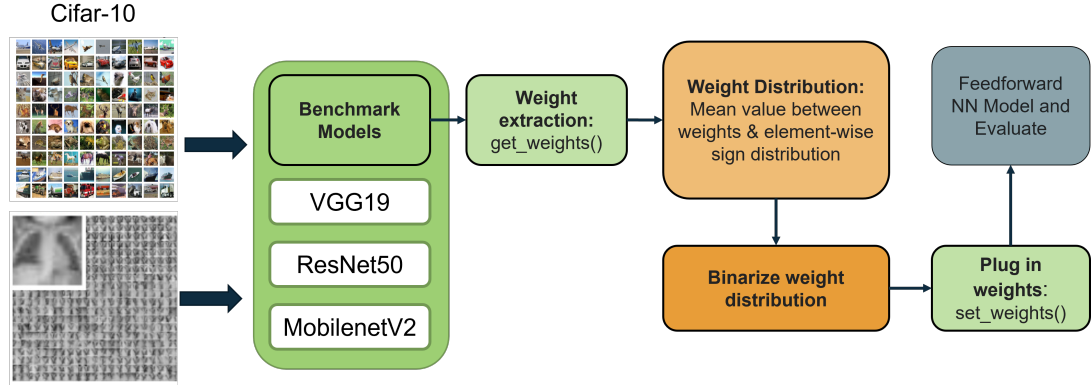 Cifar-10
Benchmark
Models
VGG19
ResNet50
MobilenetV2
Weight
extraction:
get_weights()
Weight Distribution:
Mean value between
weights & element-wise
sign distribution
Binarize weight
distribution
Plug in
weights:
set_weights()
Feedforward
NN Model and
Evaluate